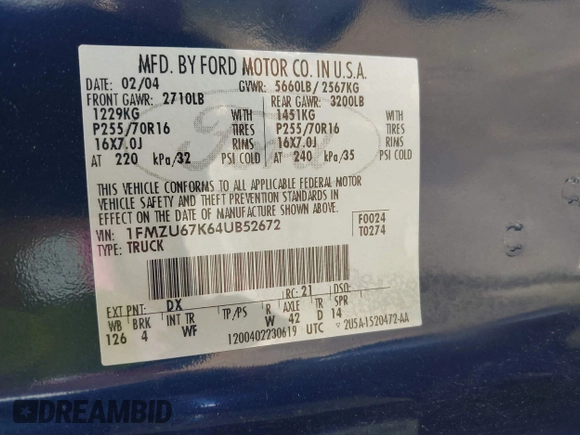 MFD. BY FORD MOTOR CO. IN U.S.A.
DATE: 02/04 GVWR: 5660LB/ 2567KG
FRONT GAWR: 2710LB REAR GAWR: 3200LB
1229KG WITH 1451KG WITH
P255/70R16 TIRES P255/70R16 TIRES
16X7.0J RIMS 16X7.0J RIMS
AT 220 kPa/32 PSI COLD AT 240 kPa/35 PSI COLD
THIS VEHICLE CONFORMS TO ALL APPLICABLE FEDERAL MOTOR
VEHICLE SAFETY AND THEFT PREVENTION STANDARDS IN
EFFECT ON THE DATE OF MANUFACTURE SHOWN ABOVE.
VIN: 1FMZU67K64UB52672 F0024
TYPE: TRUCK T0274
RC: 21 DSO:
EXT PNT: DX
WB BRK INT TR TP/PS R AXLE TR SPR
126 4 WF W 42 D 14
1200402230619 UTC ▽ 2U5A-1520472-AA
Ford
DREAMBID